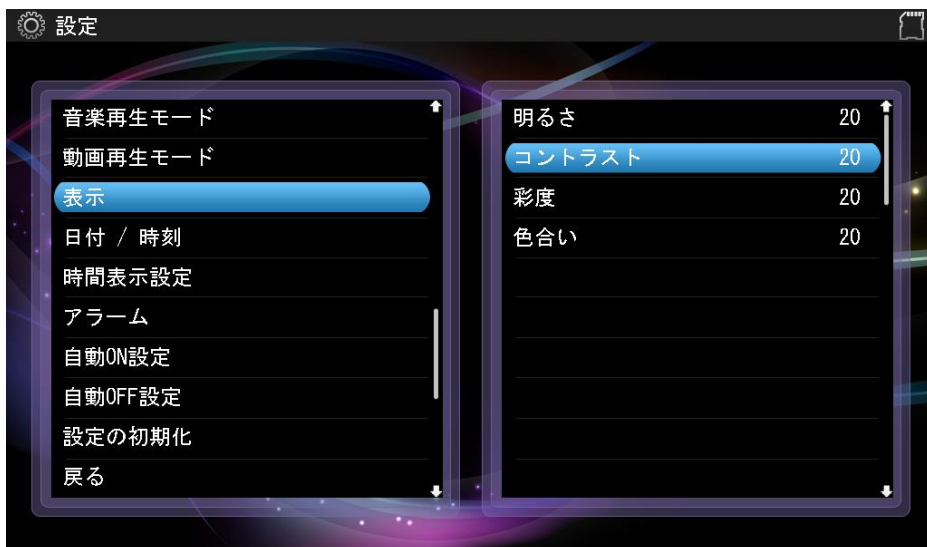 設定
音楽再生モード
動画再生モード
表示
日付 / 時刻
時間表示設定
アラーム
自動ON設定
自動OFF設定
設定の初期化
戻る
明るさ 20
コントラスト 20
彩度 20
色合い 20